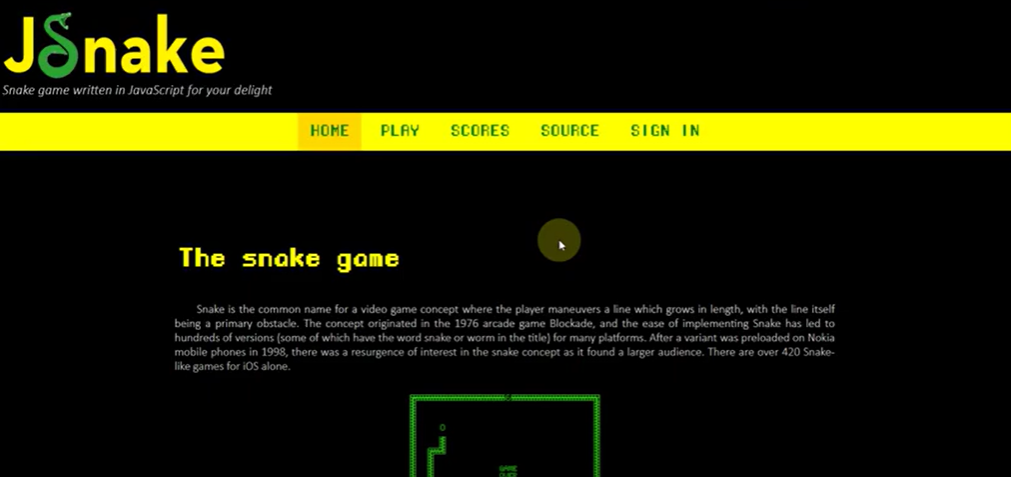 JSnake
Snake game written in JavaScript for your delight
HOME PLAY SCORES SOURCE SIGN IN
The snake game
Snake is the common name for a video game concept where the player maneuvers a line which grows in length, with the line itself
being a primary obstacle. The concept originated in the 1976 arcade game Blockade, and the ease of implementing Snake has led to
hundreds of versions (some of which have the word snake or worm in the title) for many platforms. After a variant was preloaded on Nokia
mobile phones in 1998, there was a resurgence of interest in the snake concept as it found a larger audience. There are over 420 Snake-
like games for iOS alone.
GAME
OVER